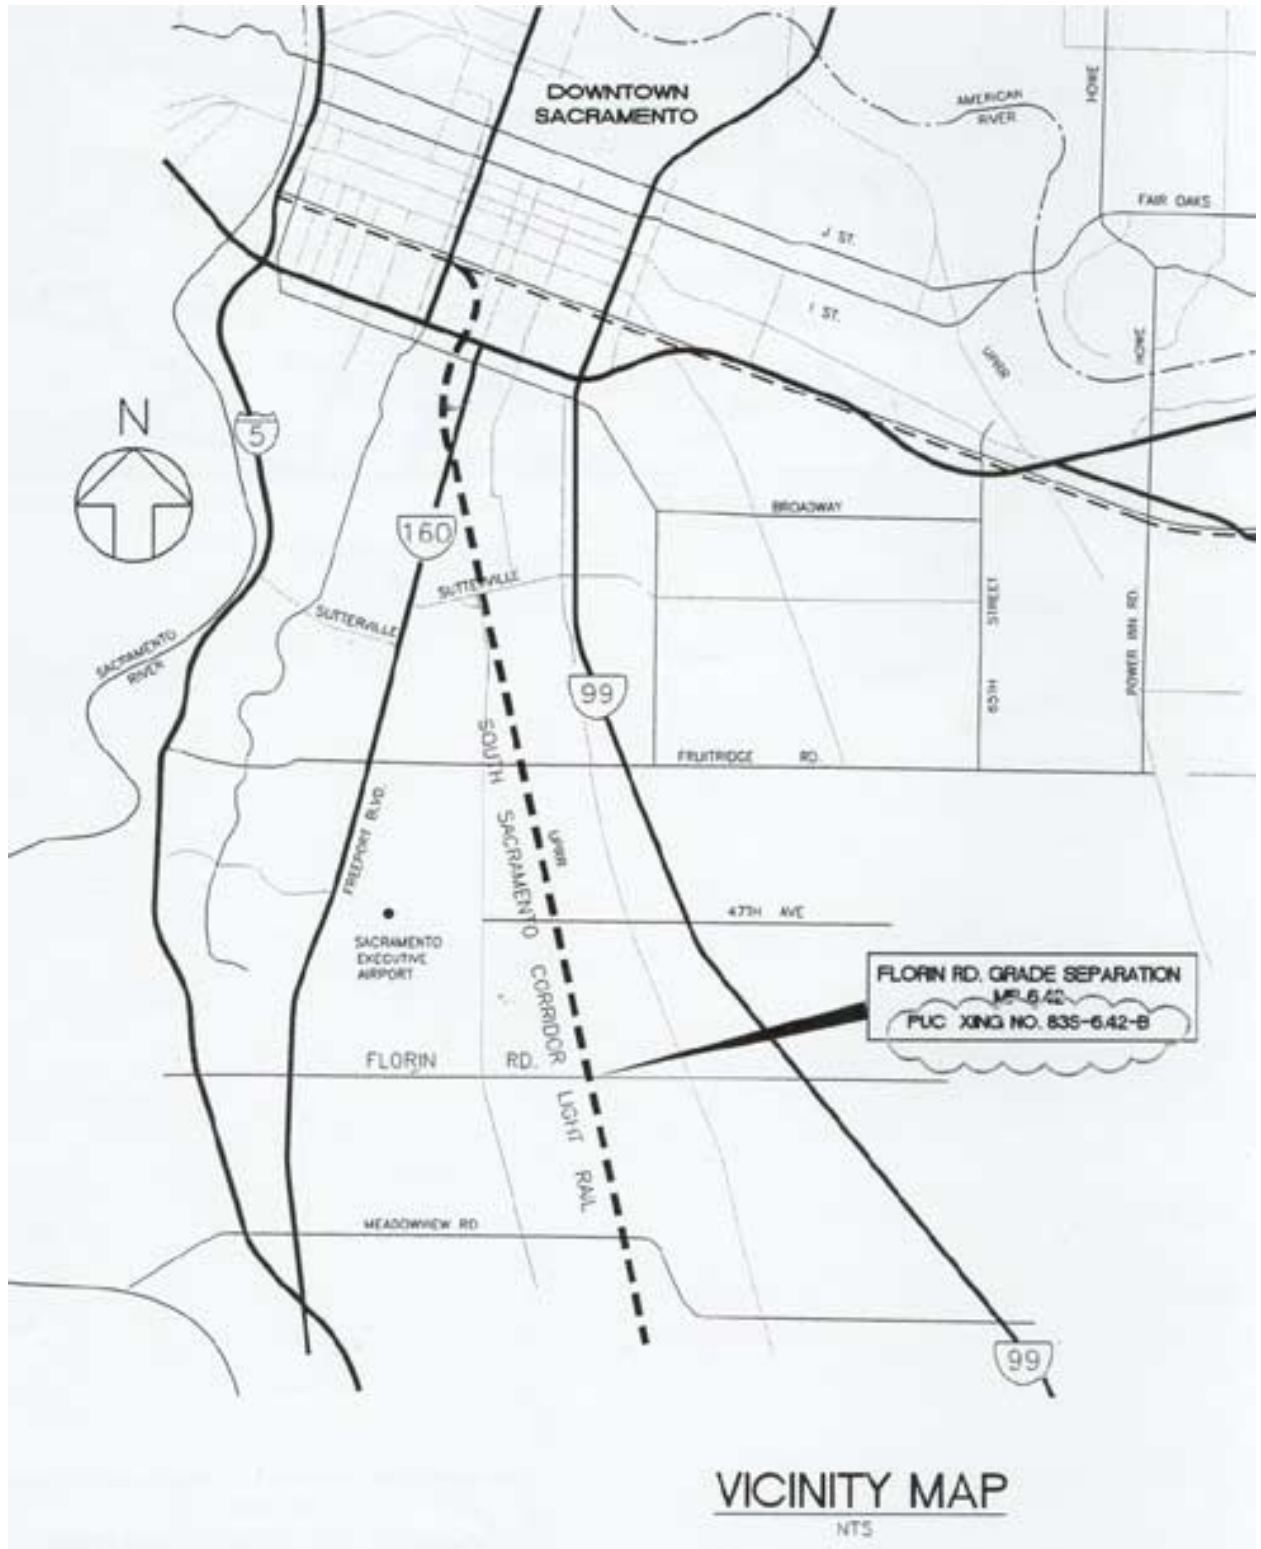 DOWNTOWN
SACRAMENTO
HOWE
AMERICAN
RIVER
FAIR OAKS
J ST.
I ST.
UPRR
HOWE
N
5
160
BROADWAY
SUTTERVILLE
SUTTERVILLE
65TH STREET
POWER INN RD.
SACRAMENTO
RIVER
99
FRUITRIDGE RD.
FREEPORT BLVD.
UPRR
SOUTH SACRAMENTO CORRIDOR LIGHT RAIL
47TH AVE
SACRAMENTO
EXECUTIVE
AIRPORT
FLORIN RD. GRADE SEPARATION
MP 6.42
PUC XING NO. 83S-6.42-B
FLORIN RD.
MEADOWVIEW RD
99
VICINITY MAP
NTS